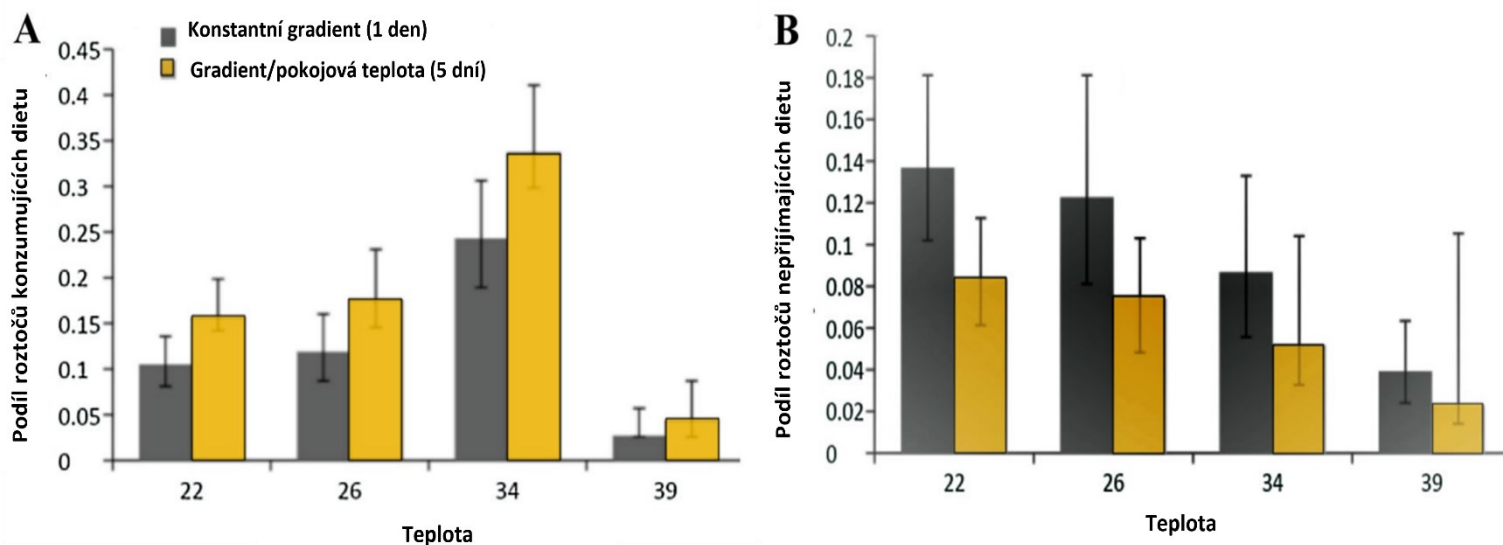 A
Konstantní gradient (1 den)
Gradient/pokojová teplota (5 dní)
Podíl roztočů konzumujících dietu
0.45
0.4
0.35
0.3
0.25
0.2
0.15
0.1
0.05
0
22 26 34 39
Teplota
B
Podíl roztočů nepřijímajících dietu
0.2
0.18
0.16
0.14
0.12
0.1
0.08
0.06
0.04
0.02
0
22 26 34 39
Teplota